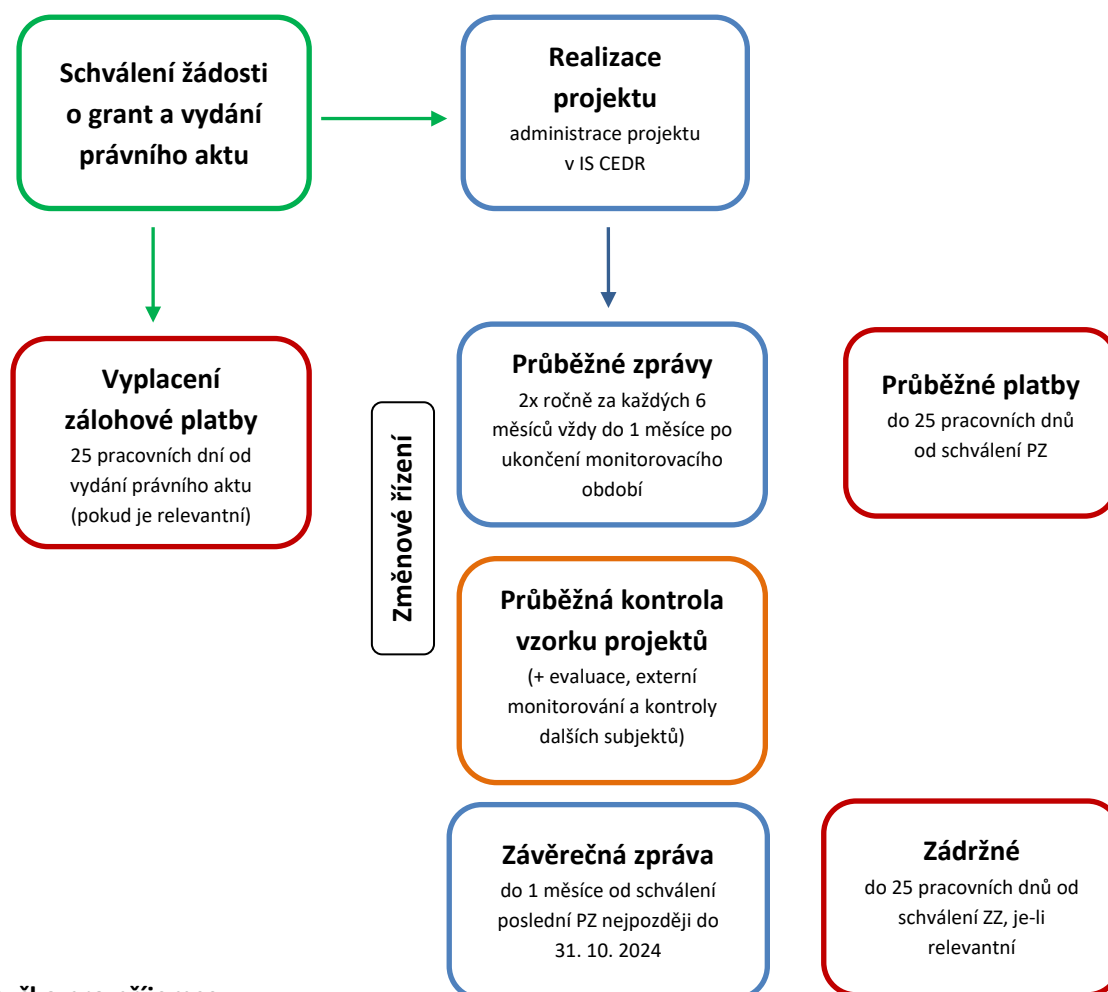 Schválení žádosti
o grant a vydání
právního aktu
Realizace
projektu
administrace projektu
v IS CEDR
Vyplacení
zálohové platby
25 pracovních dní od
vydání právního aktu
(pokud je relevantní)
Změnové řízení
Průběžné zprávy
2x ročně za každých 6
měsíců vždy do 1 měsíce po
ukončení monitorovacího
období
Průběžné platby
do 25 pracovních dnů
od schválení PZ
Průběžná kontrola
vzorku projektů
(+ evaluace, externí
monitorování a kontroly
dalších subjektů)
Závěrečná zpráva
do 1 měsíce od schválení
poslední PZ nejpozději do
31. 10. 2024
Zádržné
do 25 pracovních dnů od
schválení ZZ, je-li
relevantní